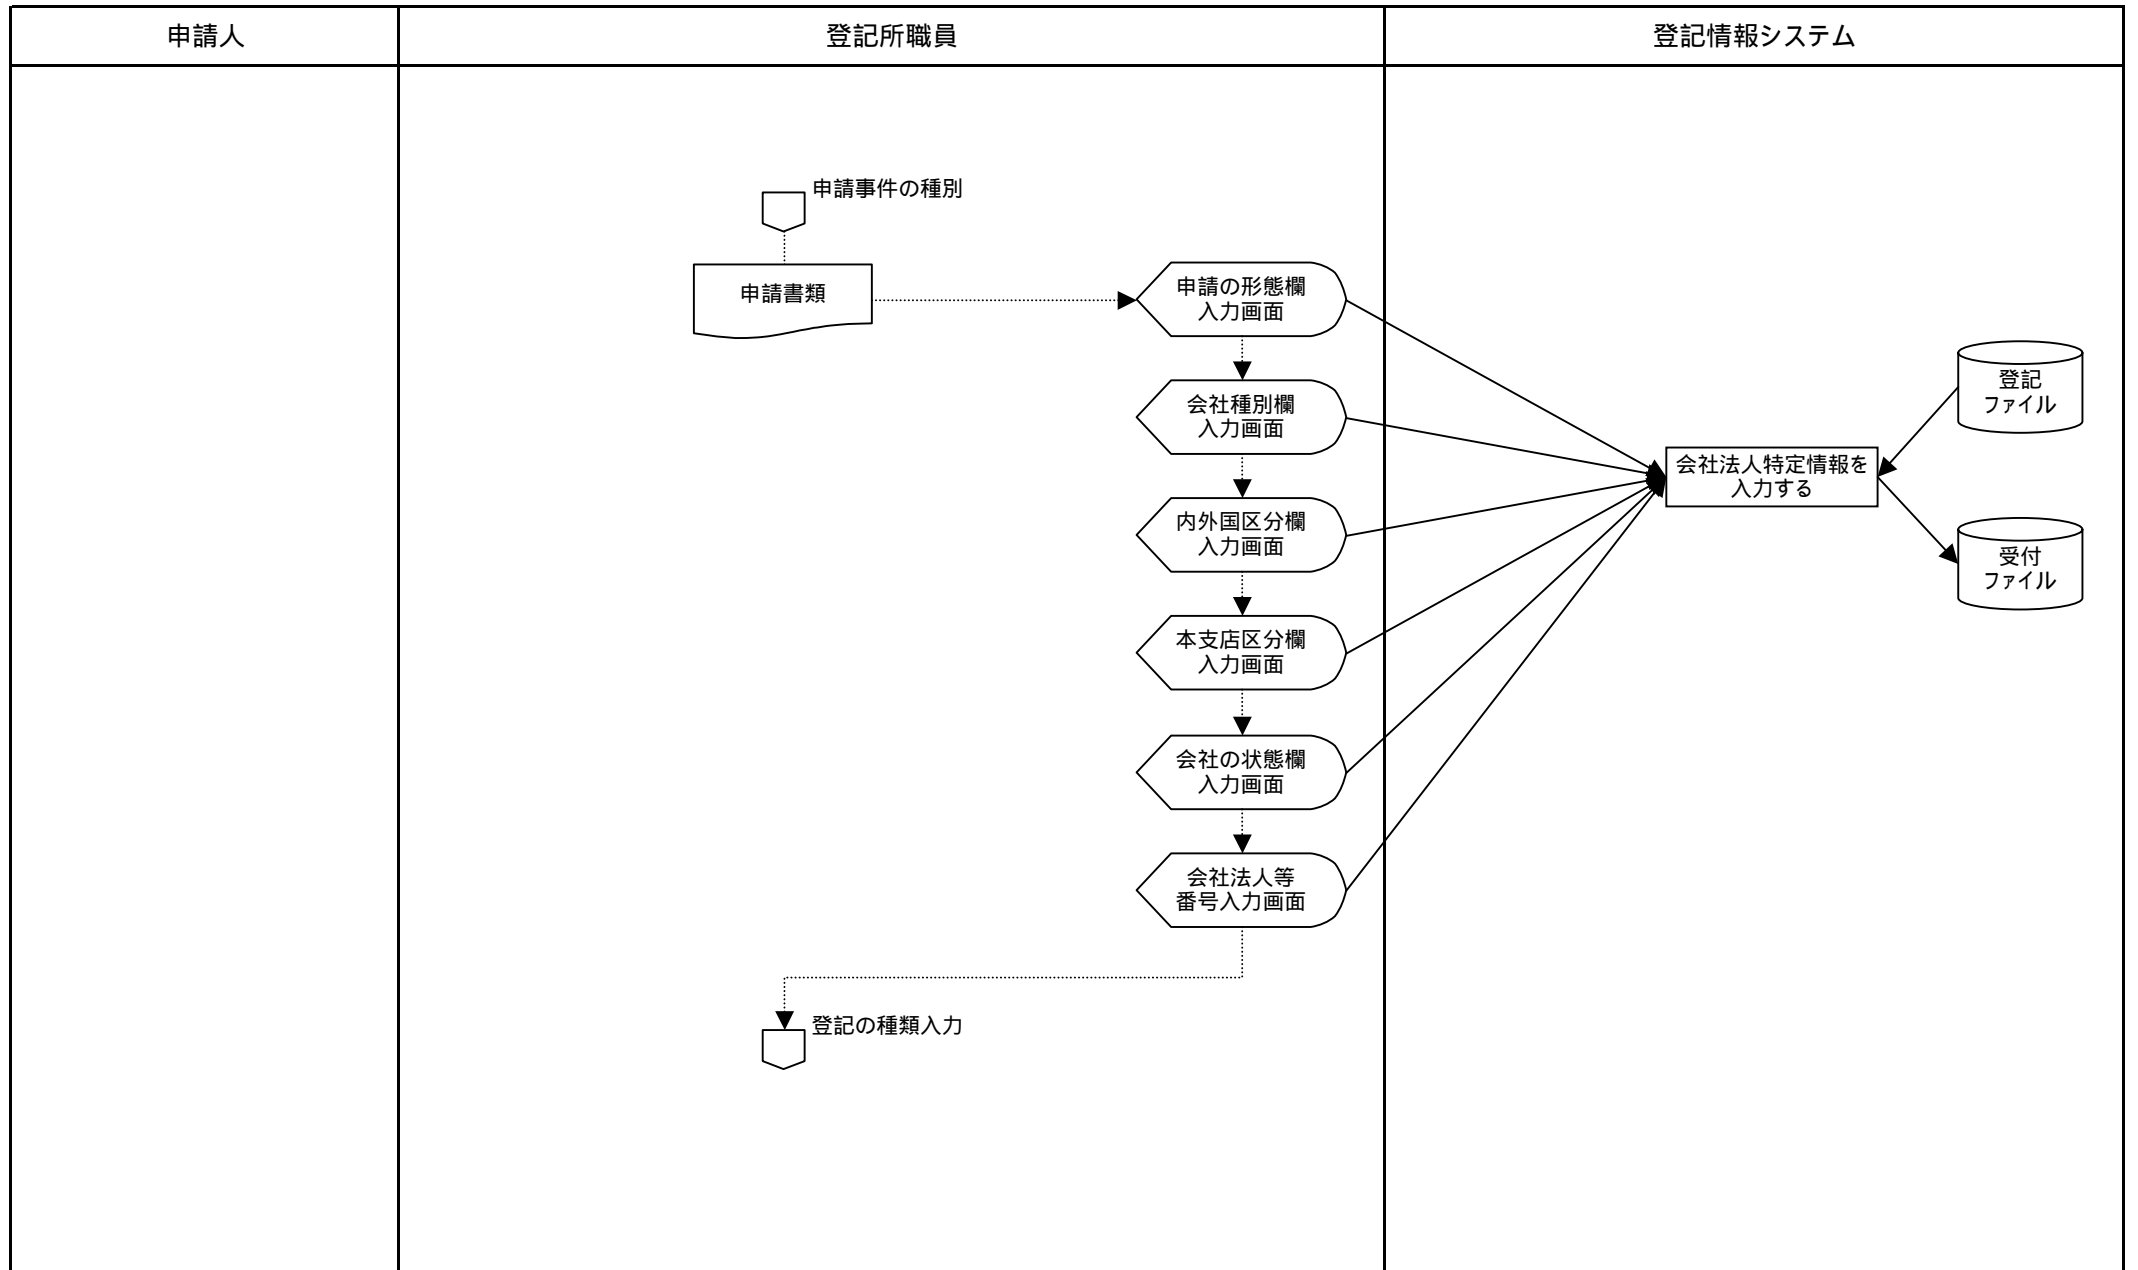 申請人
登記所職員
登記情報システム
申請事件の種別
申請書類
申請の形態欄
入力画面
会社種別欄
入力画面
内外国区分欄
入力画面
本支店区分欄
入力画面
会社の状態欄
入力画面
会社法人等
番号入力画面
登記の種類入力
会社法人特定情報を
入力する
登記
ファイル
受付
ファイル